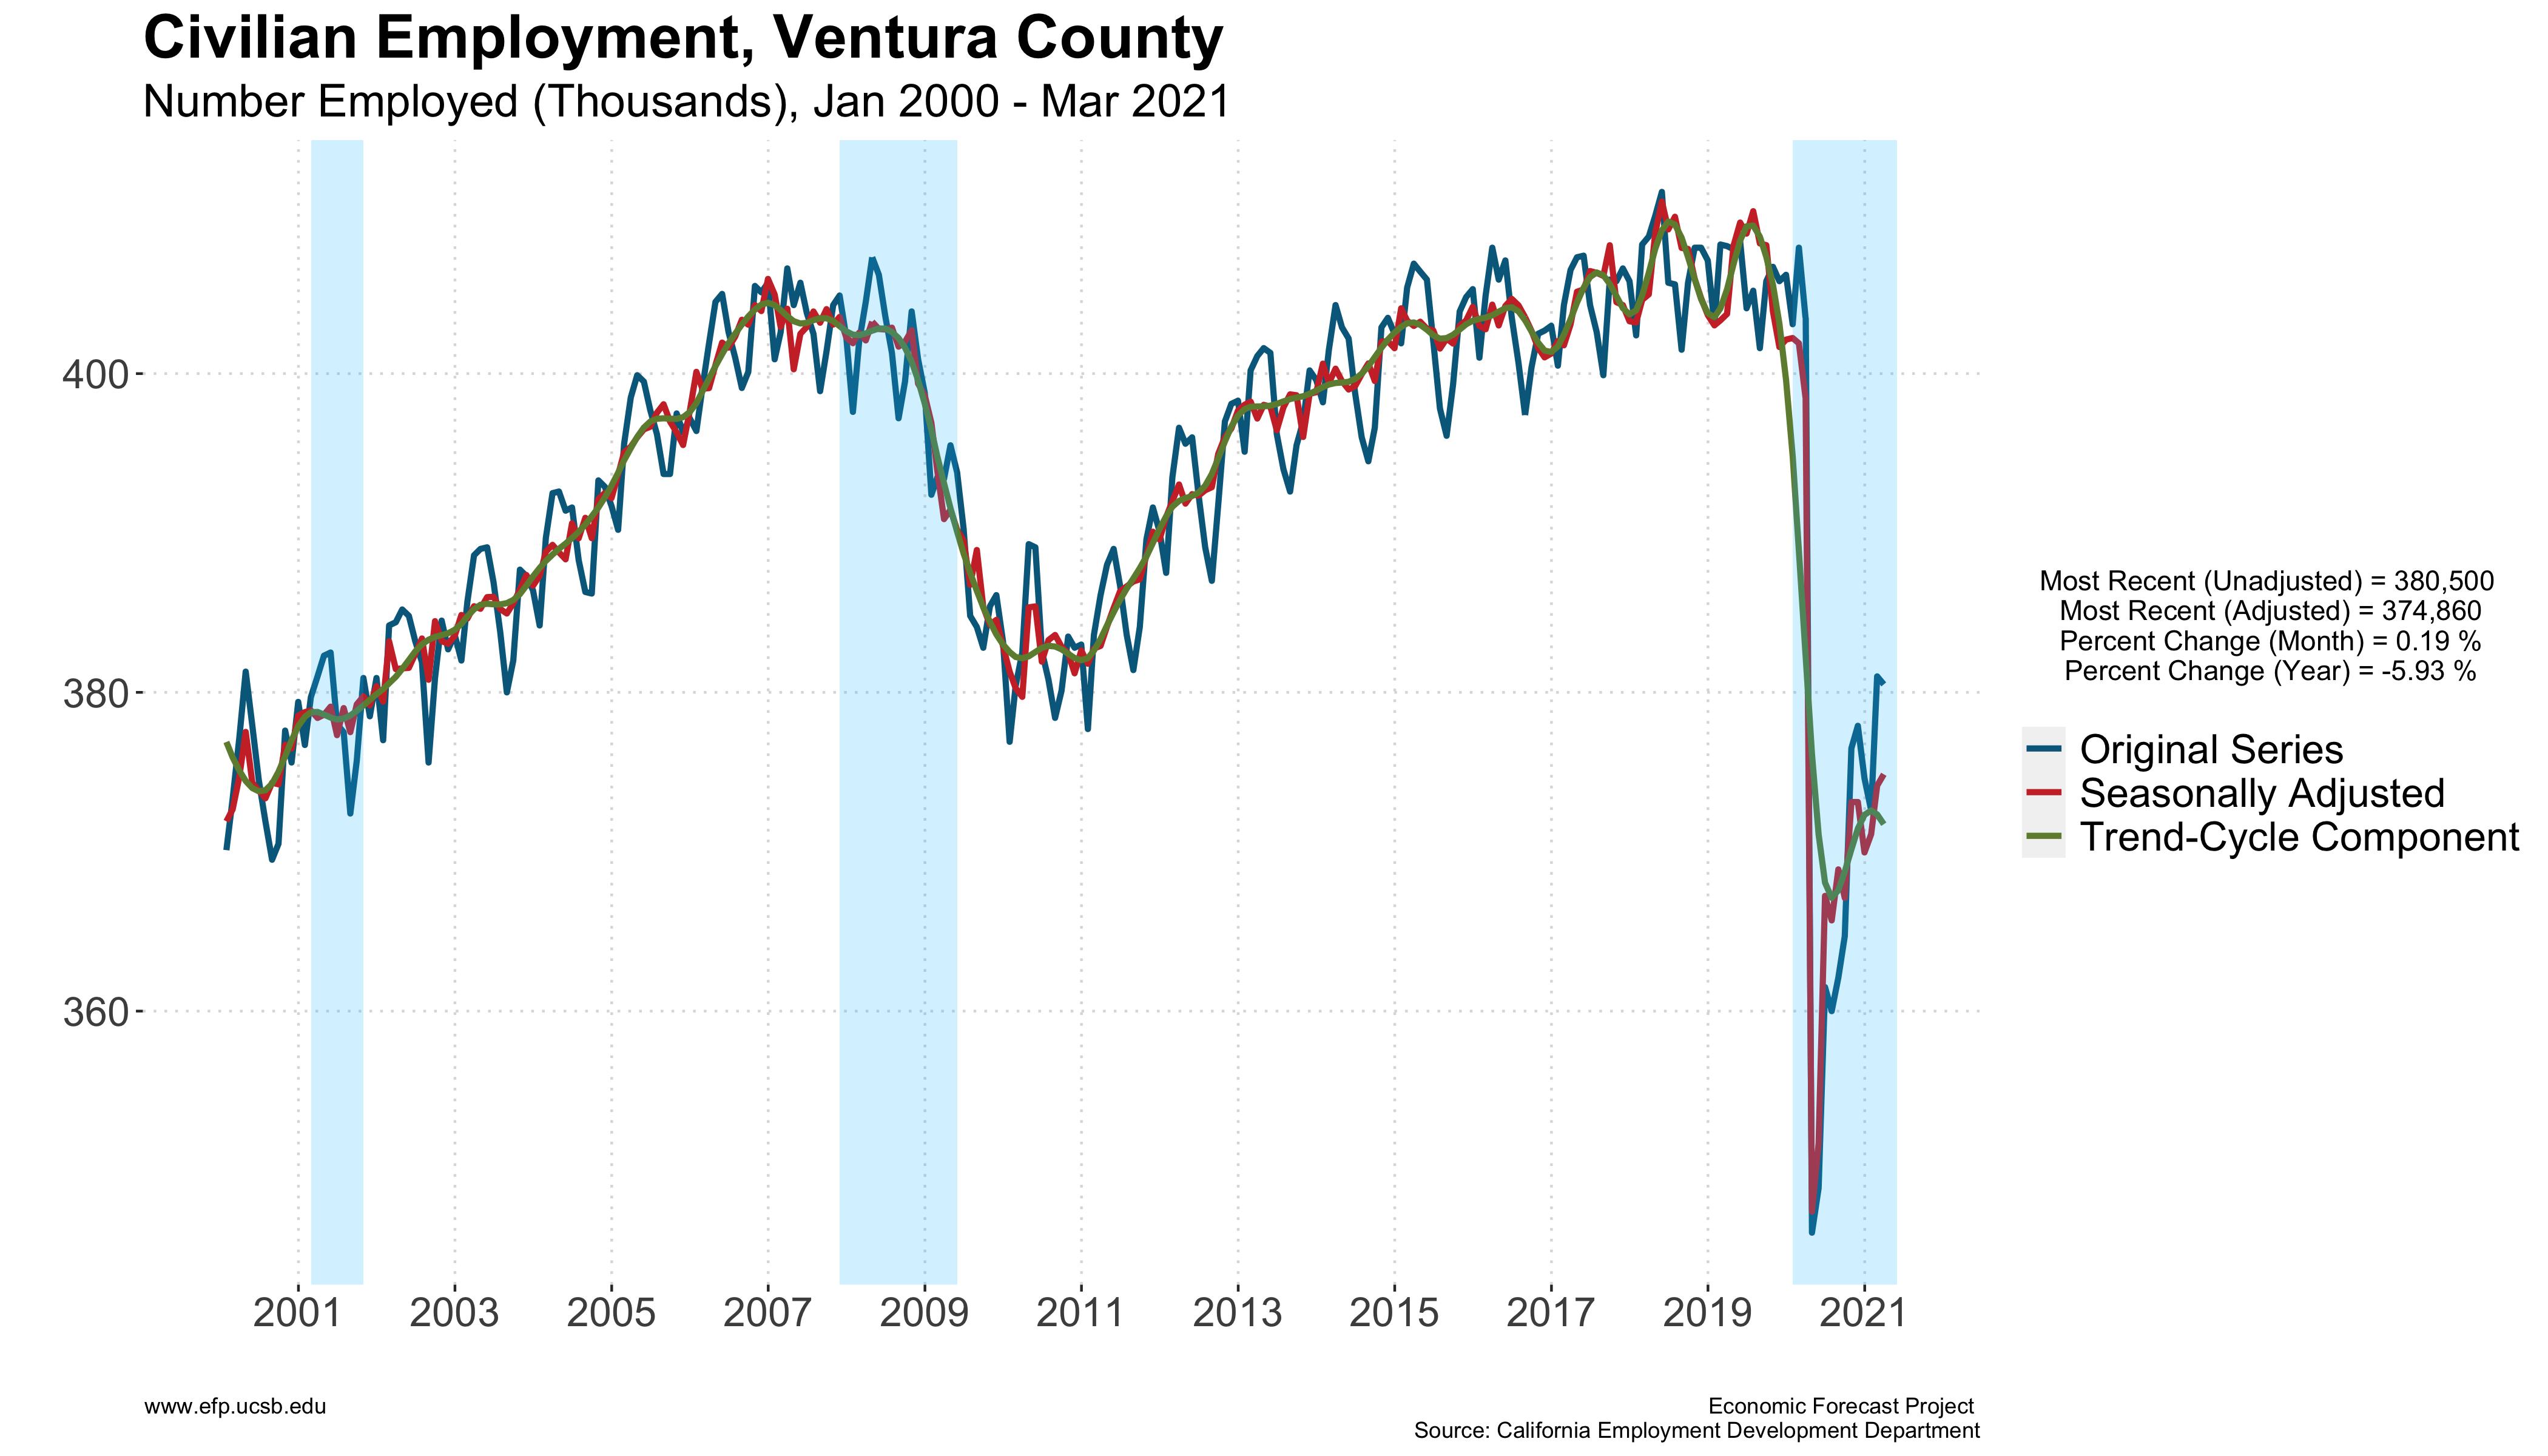 Civilian Employment, Ventura County
Number Employed (Thousands), Jan 2000 - Mar 2021
400
380
360
2001 2003 2005 2007 2009 2011 2013 2015 2017 2019 2021
Most Recent (Unadjusted) = 380,500
Most Recent (Adjusted) = 374,860
Percent Change (Month) = 0.19 %
Percent Change (Year) = -5.93 %
Original Series
Seasonally Adjusted
Trend-Cycle Component
www.efp.ucsb.edu
Economic Forecast Project
Source: California Employment Development Department